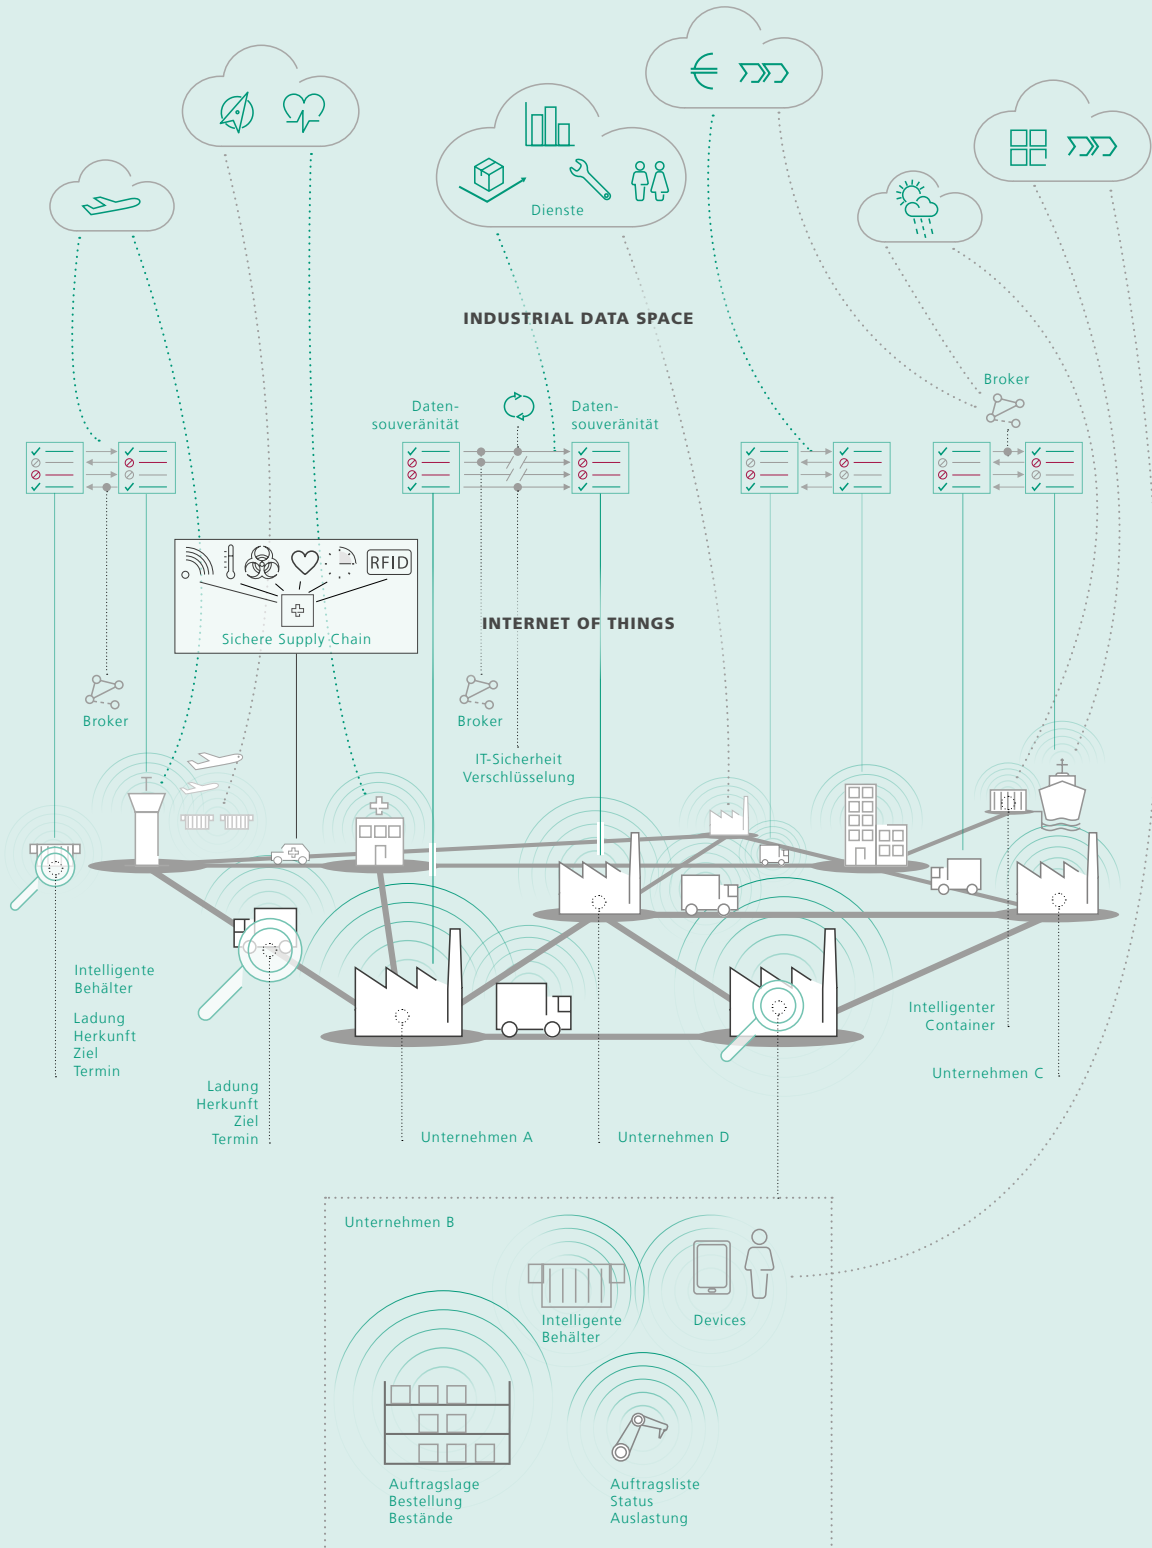 Dienste
INDUSTRIAL DATA SPACE
Broker
Daten-
souveränität
Daten-
souveränität
RFID
Sichere Supply Chain
INTERNET OF THINGS
Broker
Broker
IT-Sicherheit
Verschlüsselung
Intelligente
Behälter
Ladung
Herkunft
Ziel
Termin
Ladung
Herkunft
Ziel
Termin
Unternehmen A
Unternehmen D
Intelligenter
Container
Unternehmen C
Unternehmen B
Intelligente
Behälter
Devices
Auftragslage
Bestellung
Bestände
Auftragsliste
Status
Auslastung